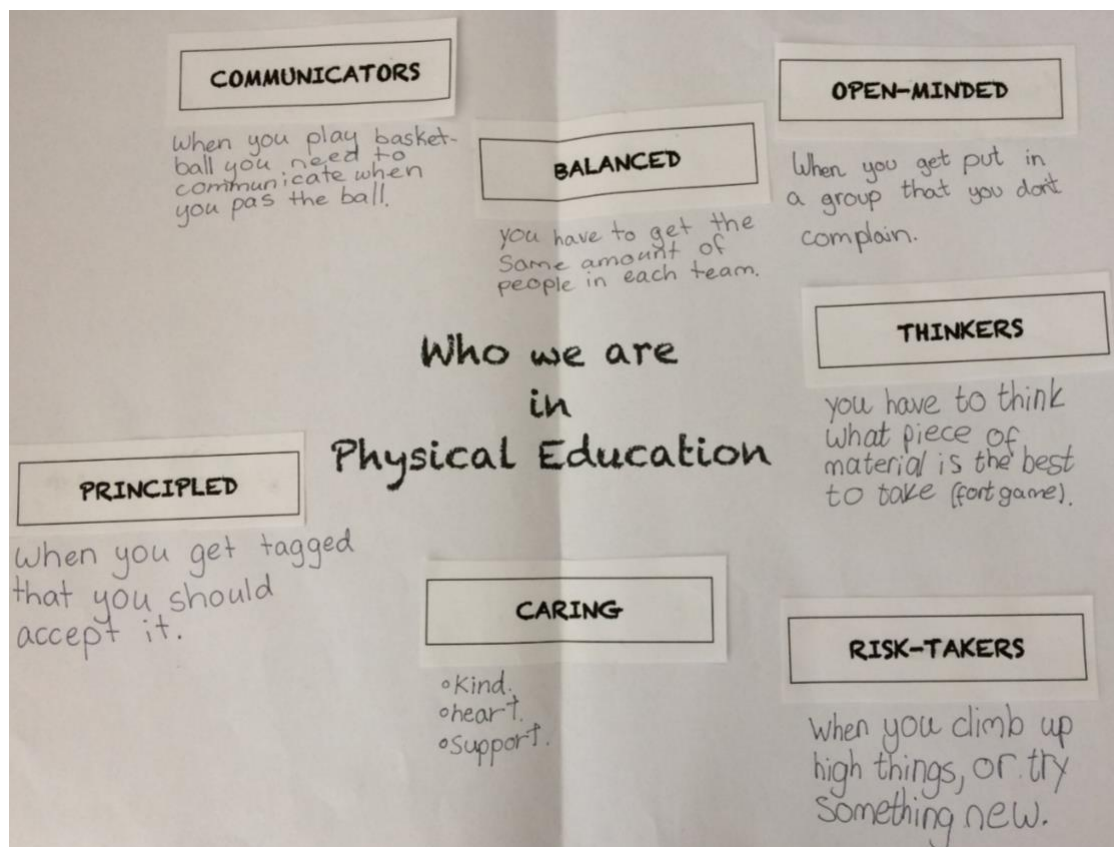 COMMUNICATORS
When you play basket-
ball you need to
communicate when
you pas the ball.
BALANCED
you have to get the
Same amount of
people in each team.
OPEN-MINDED
When you get put in
a group that you don't
complain.
Who we are
in
Physical Education
THINKERS
you have to think
what piece of
material is the best
to take (fort game).
PRINCIPLED
When you get tagged
that you should
accept it.
CARING
∘Kind.
∘heart.
∘Support.
RISK-TAKERS
When you climb up
high things, or try
Something new.